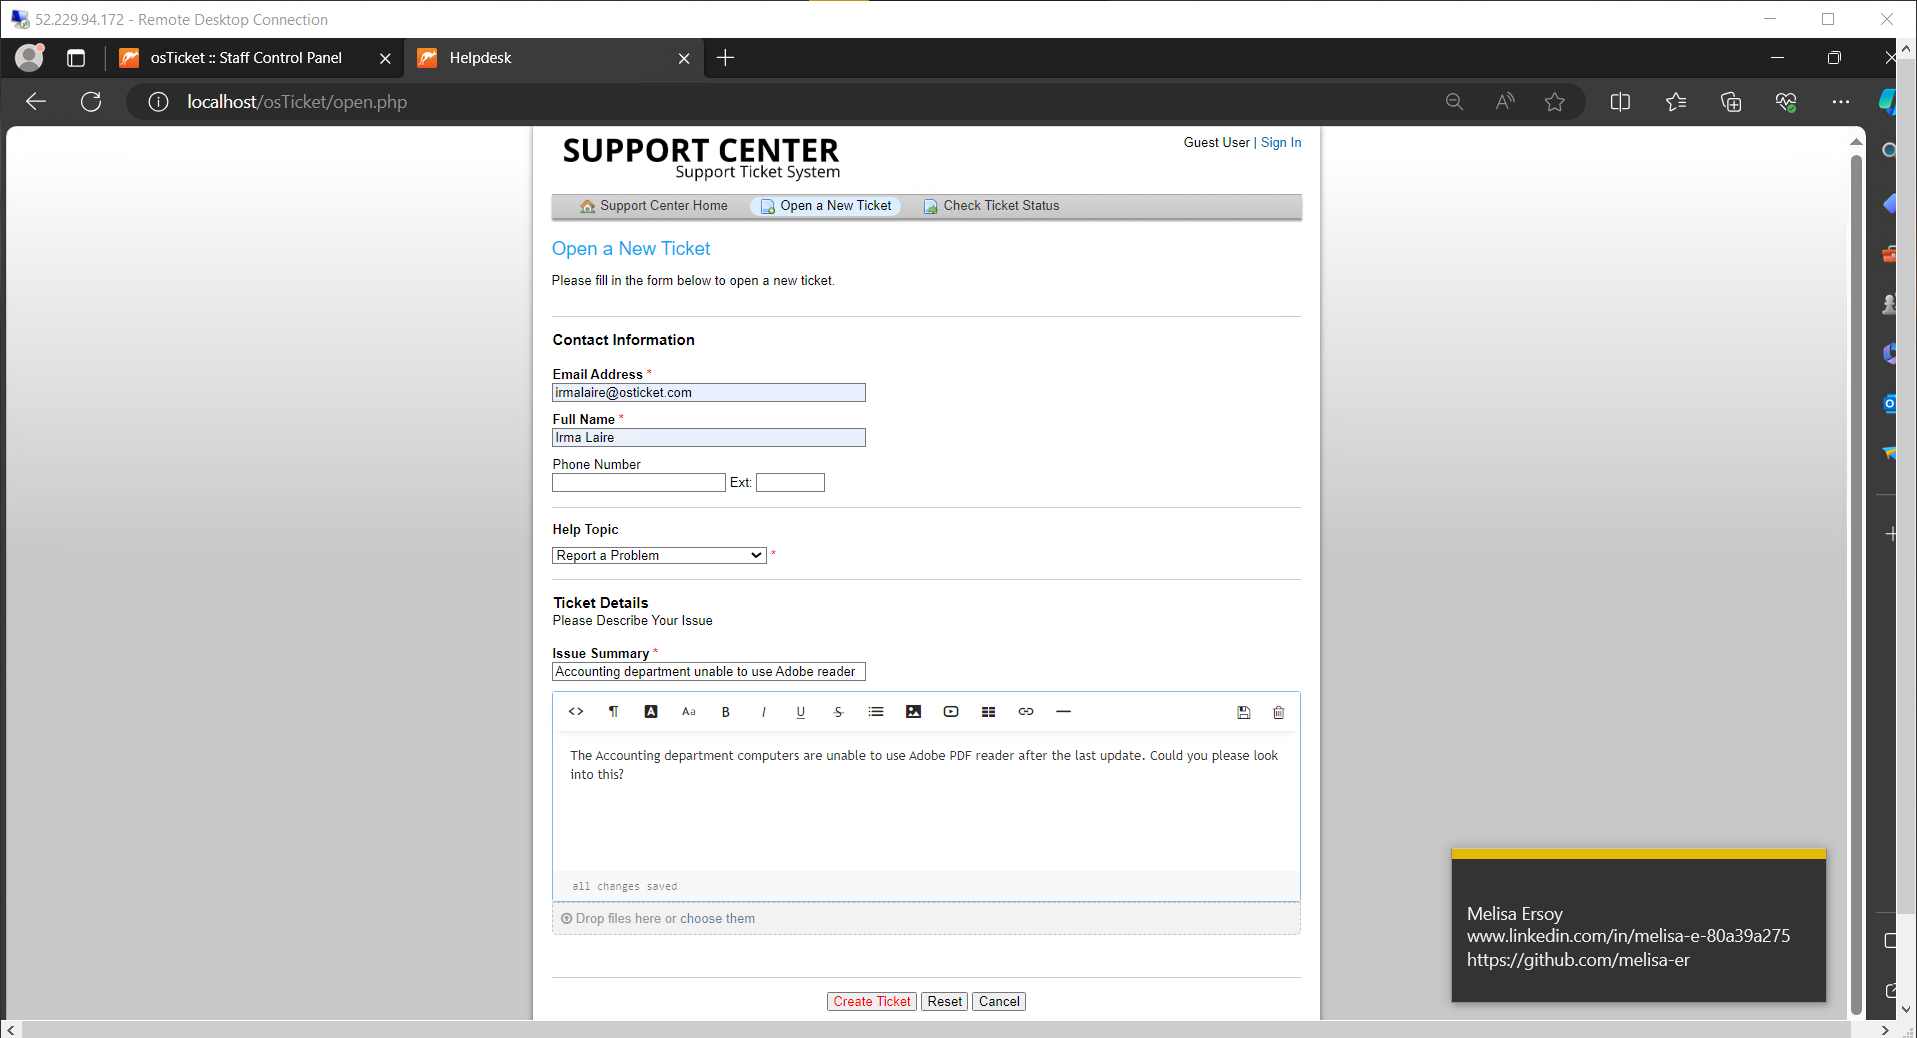 52.229.94.172 - Remote Desktop Connection
osTicket :: Staff Control Panel
Helpdesk
localhost/osTicket/open.php
SUPPORT CENTER
Support Ticket System
Guest User | Sign In
Support Center Home
Open a New Ticket
Check Ticket Status
Open a New Ticket
Please fill in the form below to open a new ticket.
Contact Information
Email Address *
irmalaire@osticket.com
Full Name *
Irma Laire
Phone Number
Ext:
Help Topic
Report a Problem *
Ticket Details
Please Describe Your Issue
Issue Summary *
Accounting department unable to use Adobe reader
<> ¶ A Aa B I U S
The Accounting department computers are unable to use Adobe PDF reader after the last update. Could you please look
into this?
all changes saved
Drop files here or choose them
Create Ticket Reset Cancel
Melisa Ersoy
www.linkedin.com/in/melisa-e-80a39a275
https://github.com/melisa-er